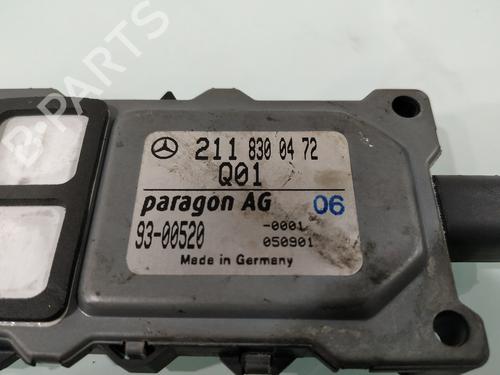 211 830 04 72
Q01
paragon AG 06
93-00520 -0001
050901
Made in Germany
B-PARTS